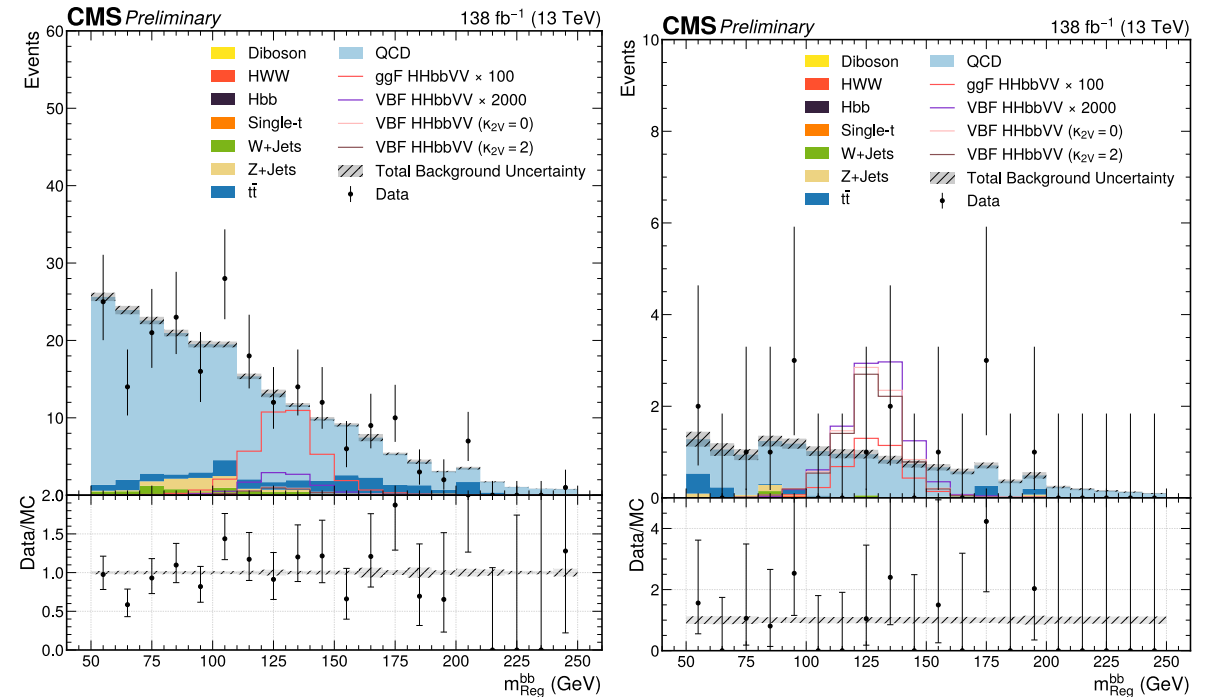 CMS Preliminary 138 fb⁻¹ (13 TeV)
Events
60
50
40
30
20
10
Diboson
HWW
Hbb
Single-t
W+Jets
Z+Jets
tt̄
QCD
ggF HHbbVV × 100
VBF HHbbVV × 2000
VBF HHbbVV (κ₂V = 0)
VBF HHbbVV (κ₂V = 2)
Total Background Uncertainty
Data
Data/MC
2.0
1.5
1.0
0.5
0.0
50 75 100 125 150 175 200 225 250
m^bb_Reg (GeV)
CMS Preliminary 138 fb⁻¹ (13 TeV)
Events
10
8
6
4
2
0
Diboson
HWW
Hbb
Single-t
W+Jets
Z+Jets
tt̄
QCD
ggF HHbbVV × 100
VBF HHbbVV × 2000
VBF HHbbVV (κ₂V = 0)
VBF HHbbVV (κ₂V = 2)
Total Background Uncertainty
Data
Data/MC
4
2
0
50 75 100 125 150 175 200 225 250
m^bb_Reg (GeV)